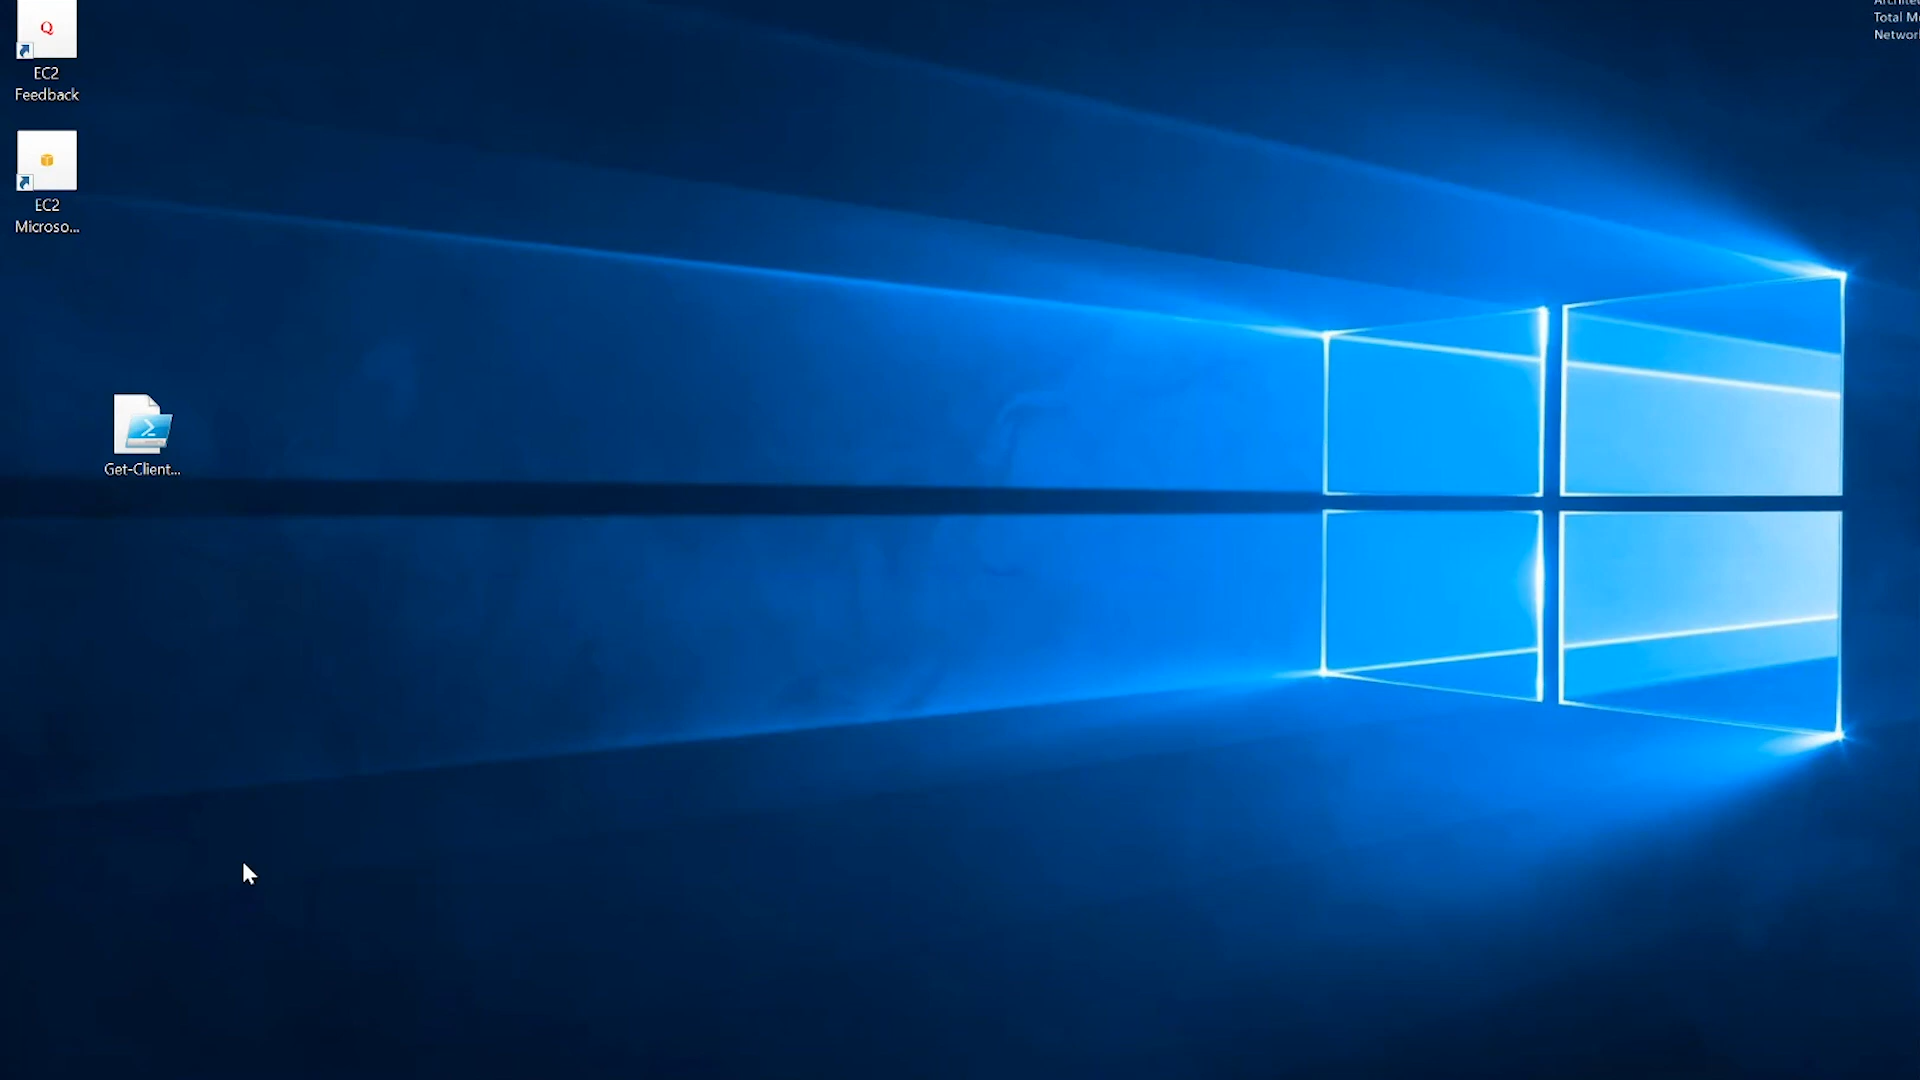 Q
EC2
Feedback
EC2
Microso...
Get-Client...
Total
Networ